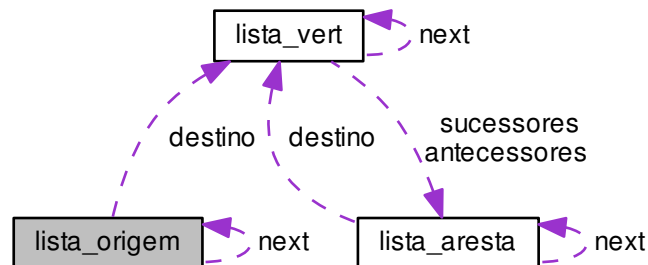 lista_vert
next
destino
destino
sucessores
antecessores
lista_origem
next
lista_aresta
next